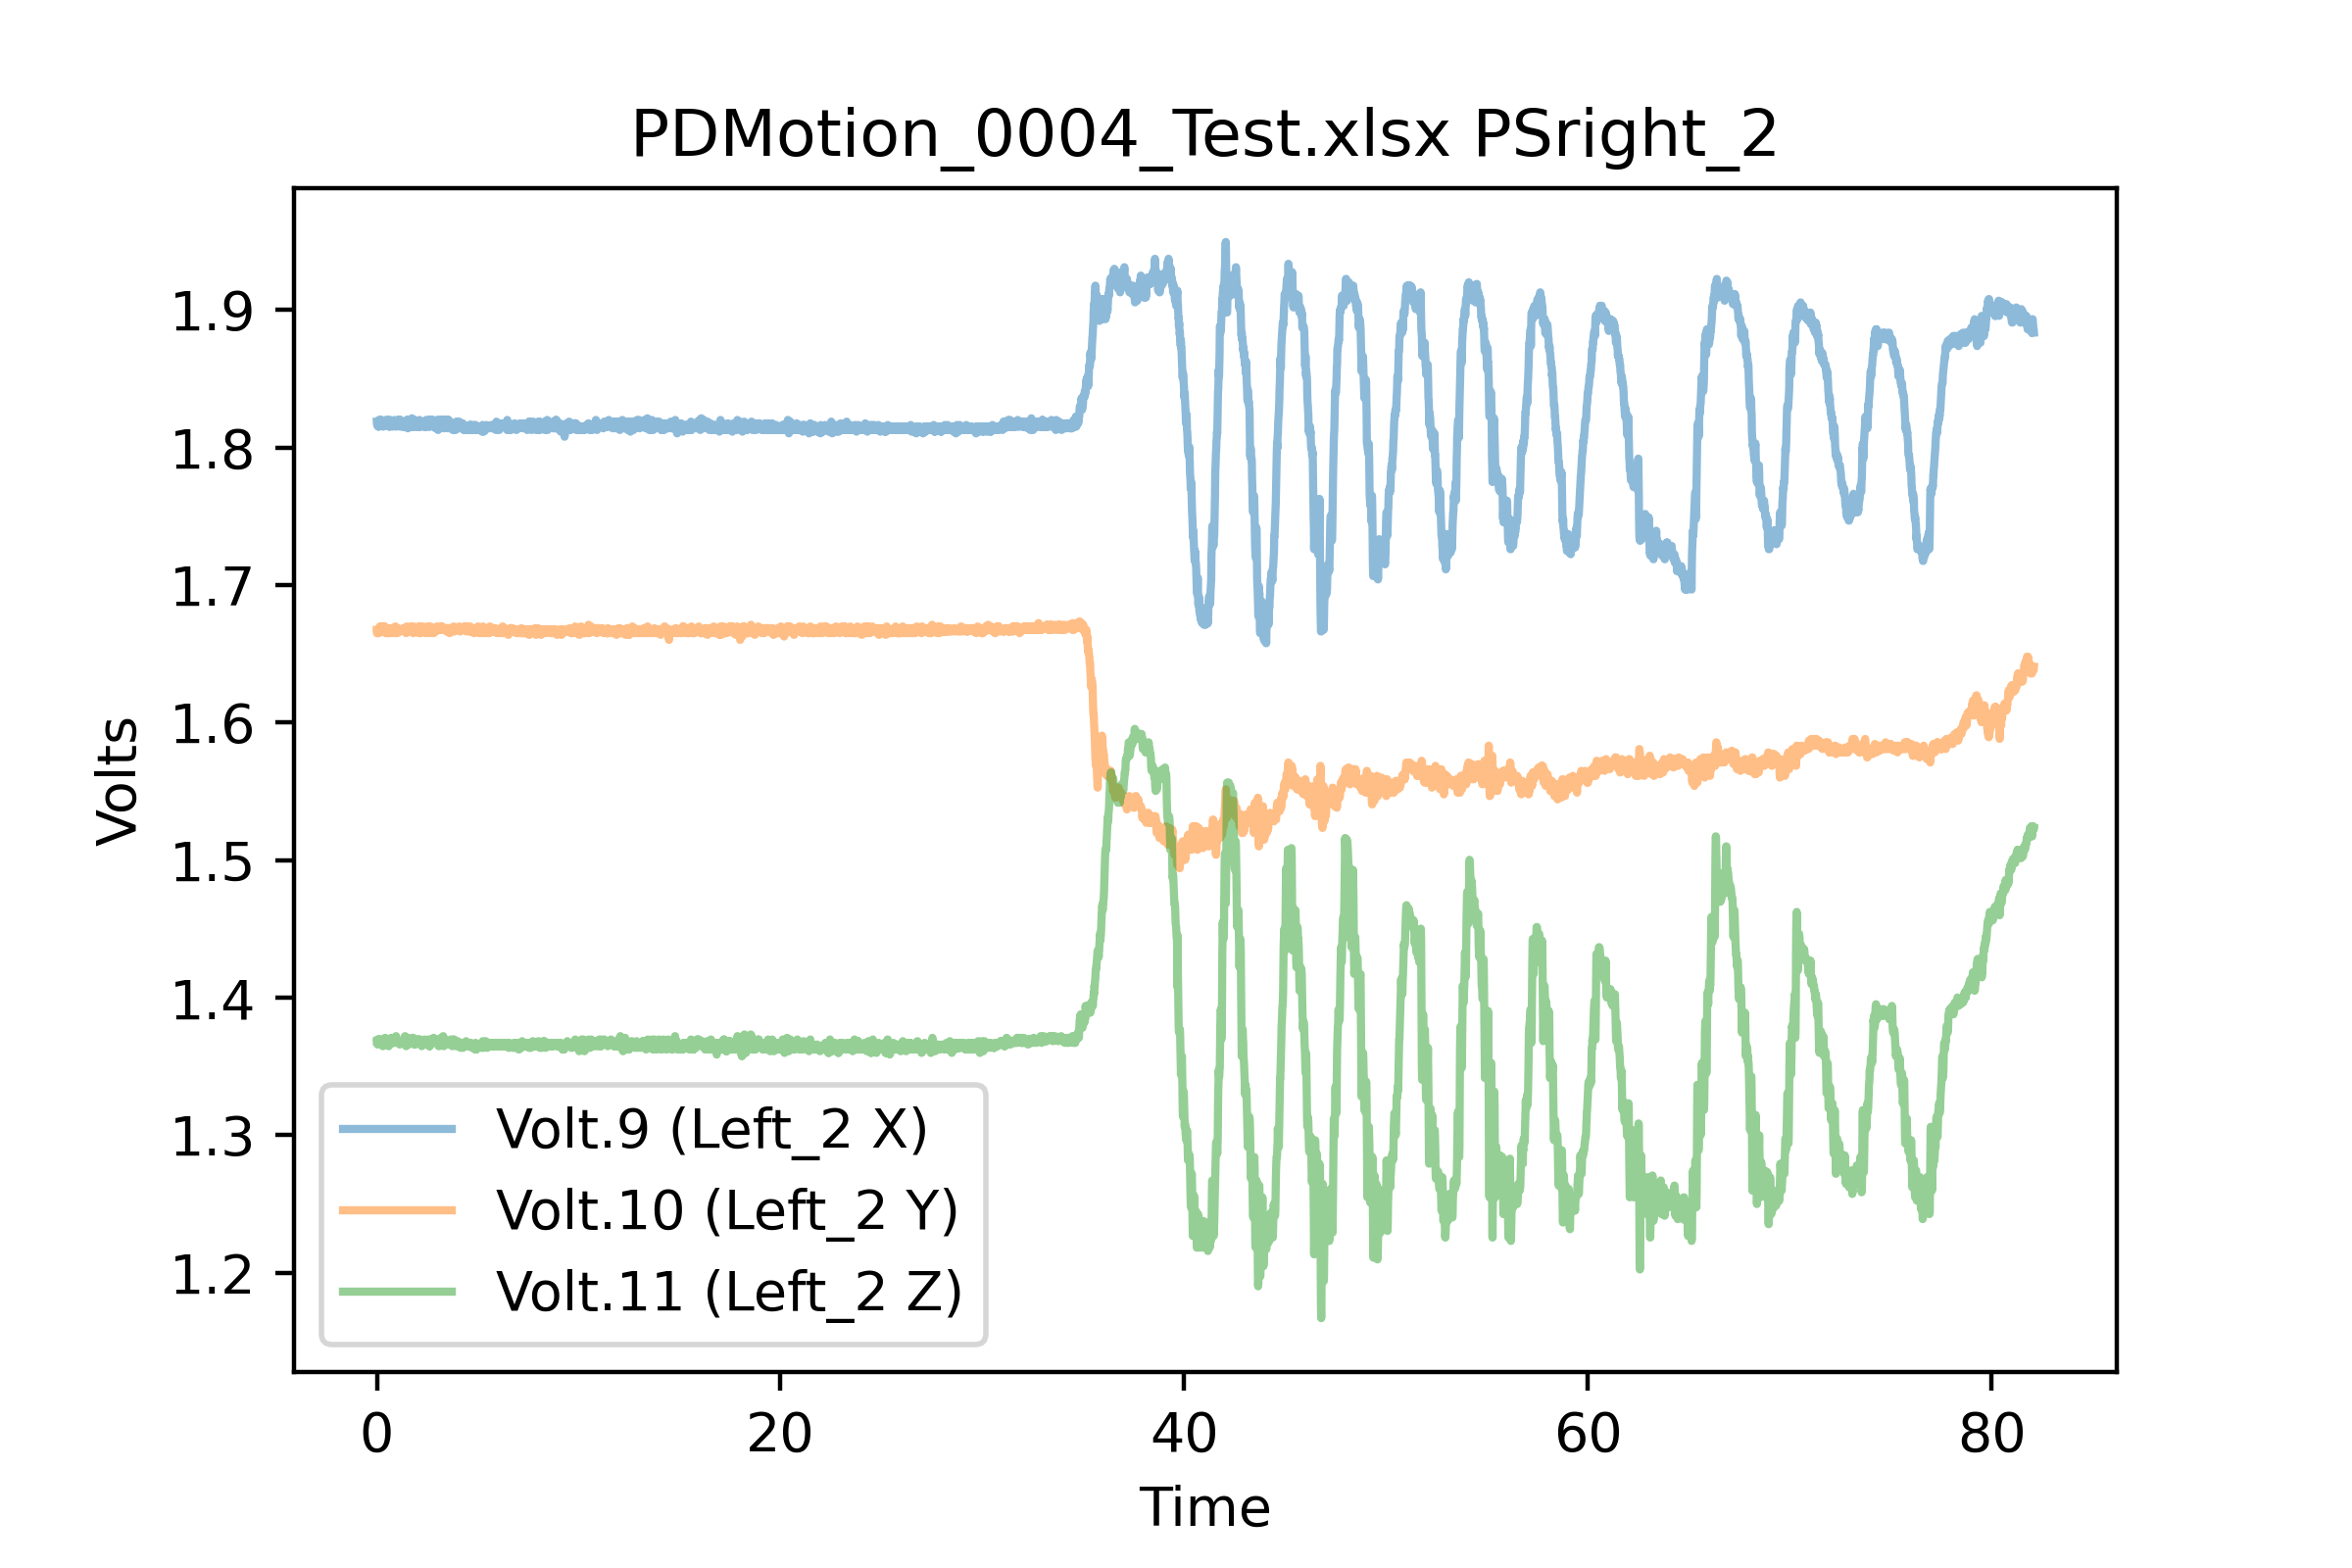 PDMotion_0004_Test.xlsx PSright_2
Volts
1.9
1.8
1.7
1.6
1.5
1.4
1.3
1.2
Volt.9 (Left_2 X)
Volt.10 (Left_2 Y)
Volt.11 (Left_2 Z)
0 20 40 60 80
Time